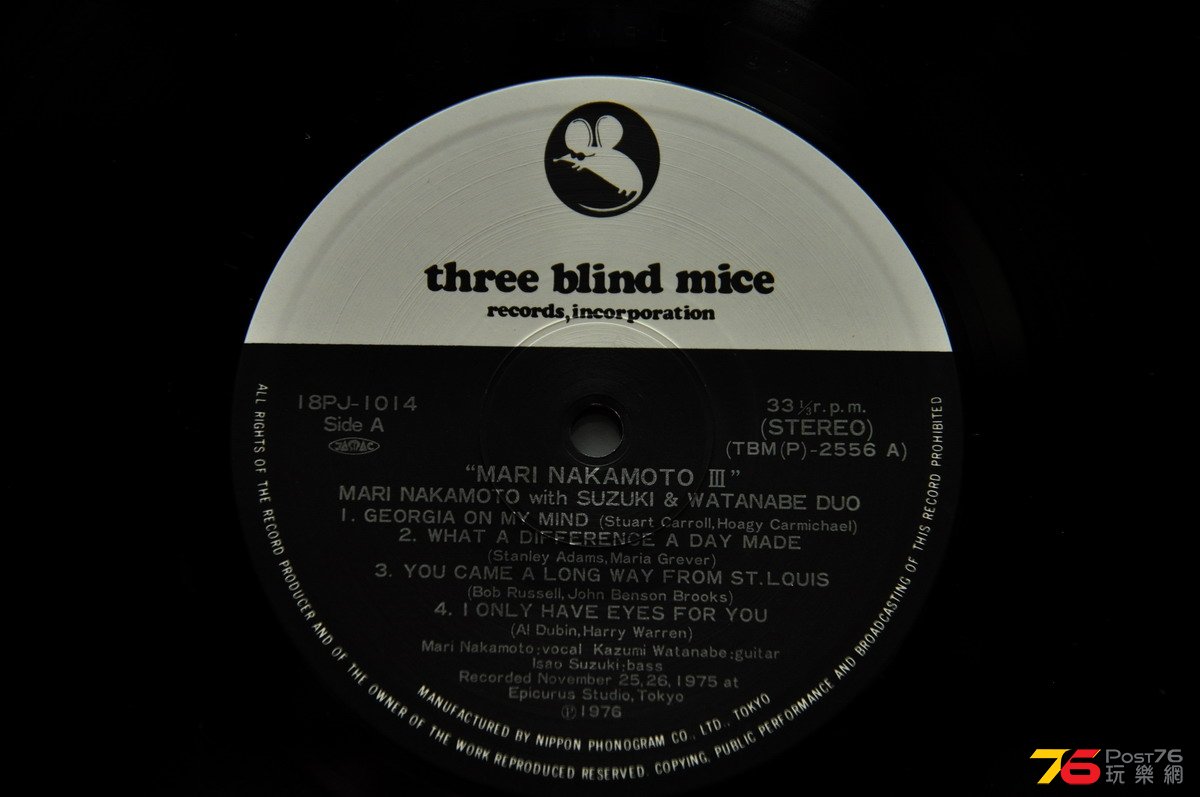 three blind mice
records, incorporation
18PJ-1014
Side A
JASRAC
33 1/3 r.p.m.
(STEREO)
(TBM(P)-2556 A)
"MARI NAKAMOTO III"
MARI NAKAMOTO with SUZUKI & WATANABE DUO
1. GEORGIA ON MY MIND (Stuart Carroll, Hoagy Carmichael)
2. WHAT A DIFFERENCE A DAY MADE
(Stanley Adams, Maria Grever)
3. YOU CAME A LONG WAY FROM ST. LOUIS
(Bob Russell, John Benson Brooks)
4. I ONLY HAVE EYES FOR YOU
(Al Dubin, Harry Warren)
Mari Nakamoto;vocal Kazumi Watanabe;guitar
Isao Suzuki;bass
Recorded November 25,26, 1975 at
Epicurus Studio, Tokyo
Ⓟ1976
MANUFACTURED BY NIPPON PHONOGRAM CO., LTD., TOKYO
ALL RIGHTS OF THE RECORD PRODUCER AND OF THE OWNER OF THE WORK REPRODUCED RESERVED. COPYING, PUBLIC PERFORMANCE AND BROADCASTING OF THIS RECORD PROHIBITED
76 POST76
玩樂網